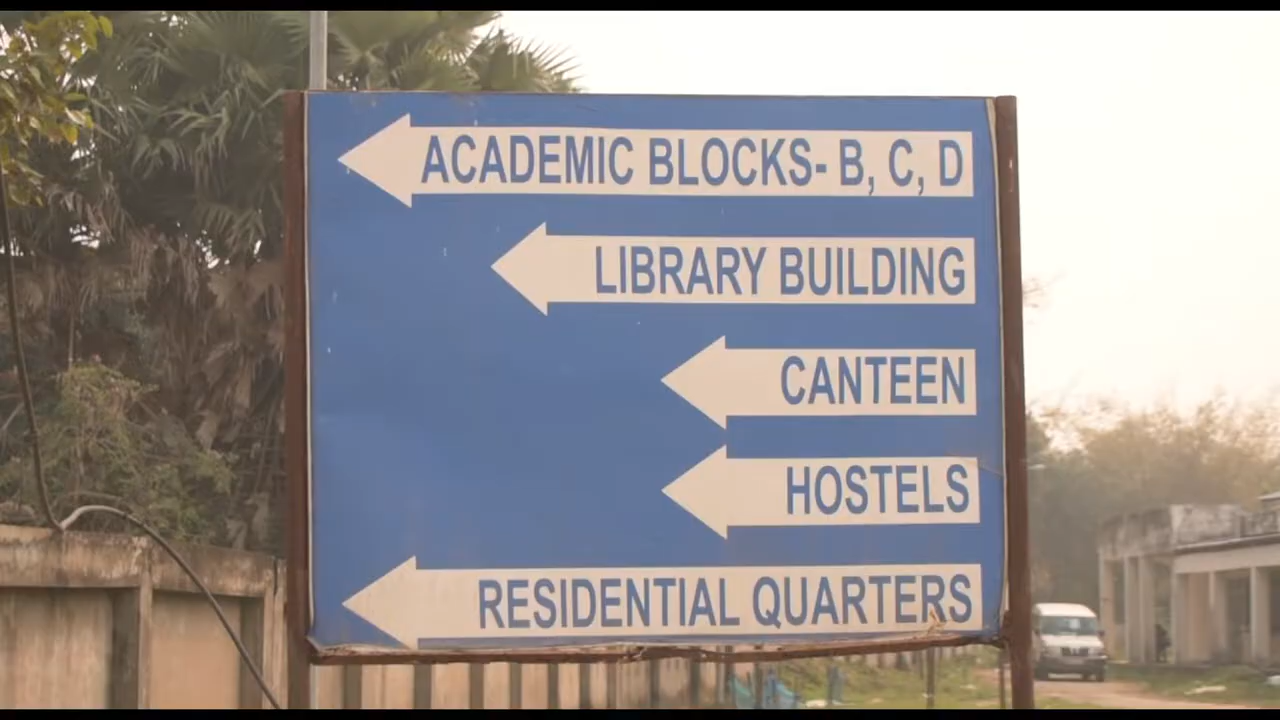 ACADEMIC BLOCKS- B, C, D
LIBRARY BUILDING
CANTEEN
HOSTELS
RESIDENTIAL QUARTERS